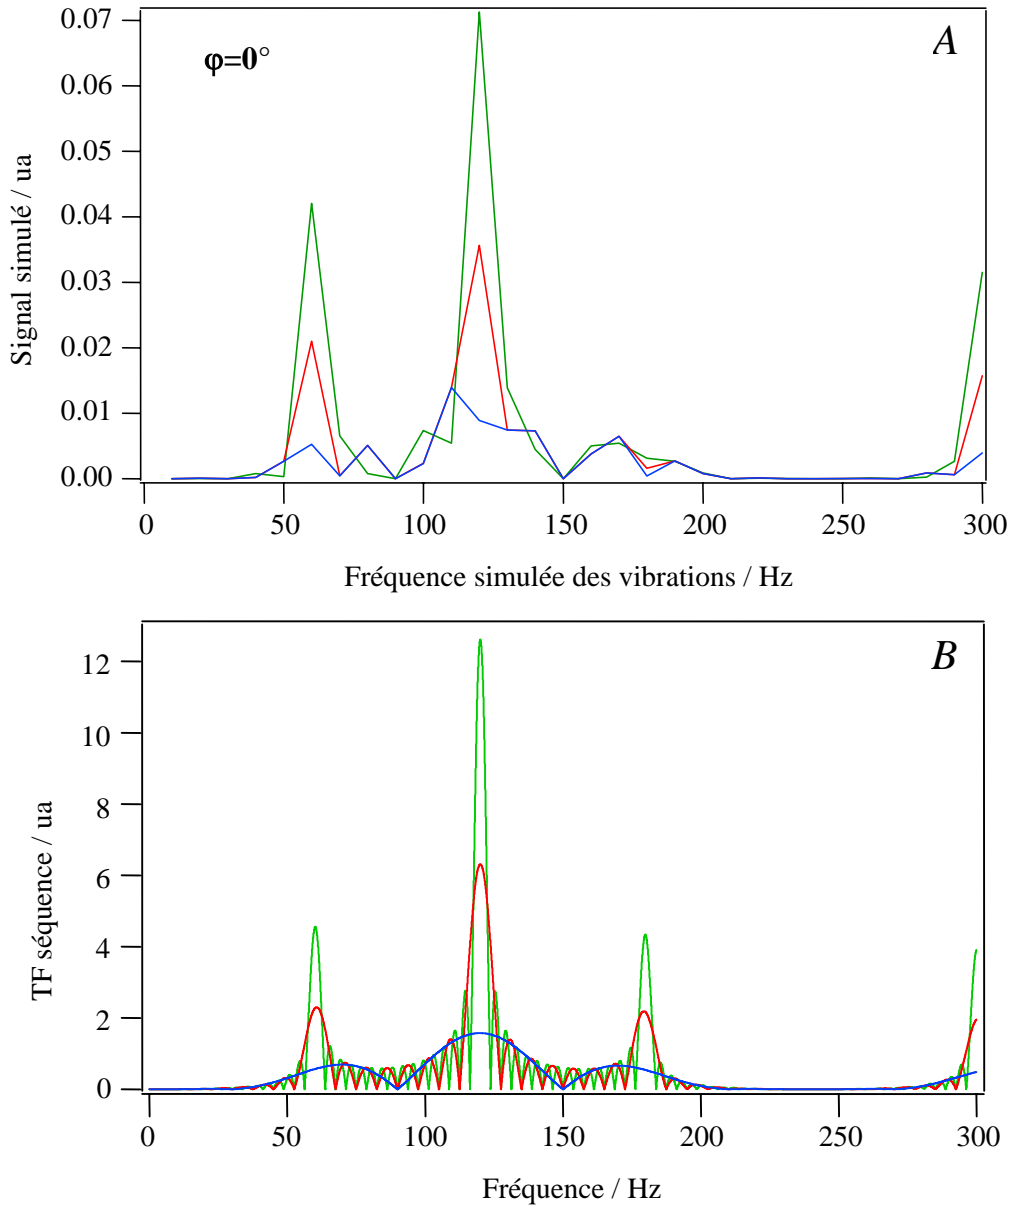 A
φ=0°
0.07
0.06
0.05
0.04
0.03
0.02
0.01
0.00
Signal simulé / ua
0 50 100 150 200 250 300
Fréquence simulée des vibrations / Hz
B
12
10
8
6
4
2
0
TF séquence / ua
0 50 100 150 200 250 300
Fréquence / Hz